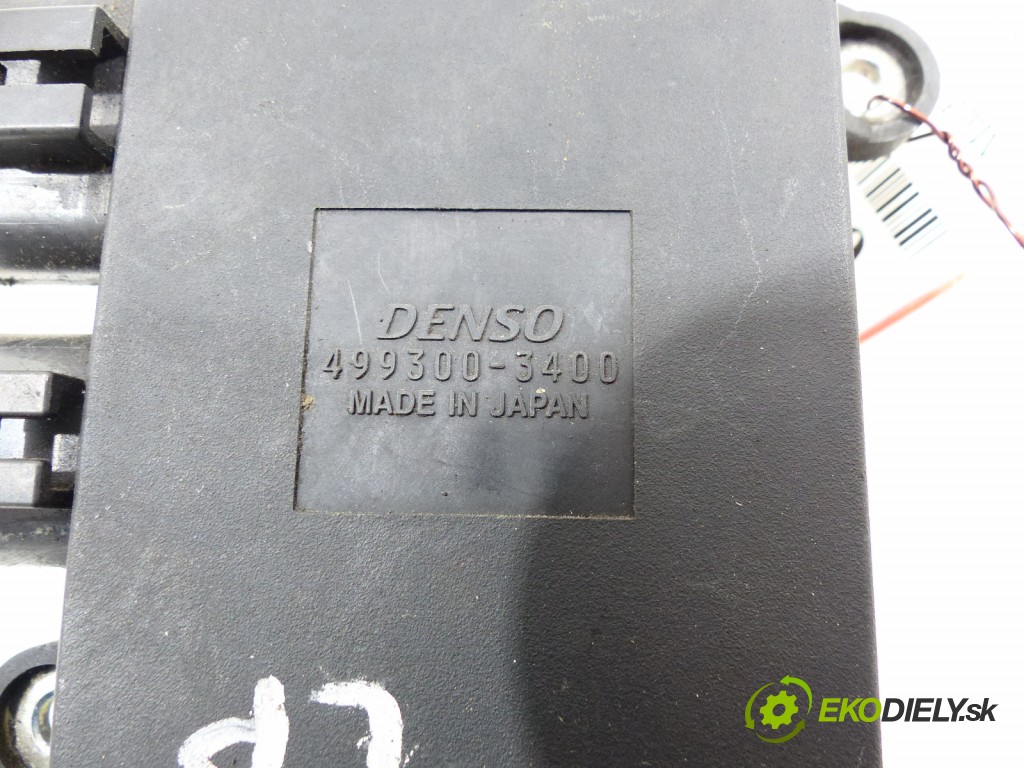 DENSO
499300-3400
MADE IN JAPAN
EKODIELY.sk